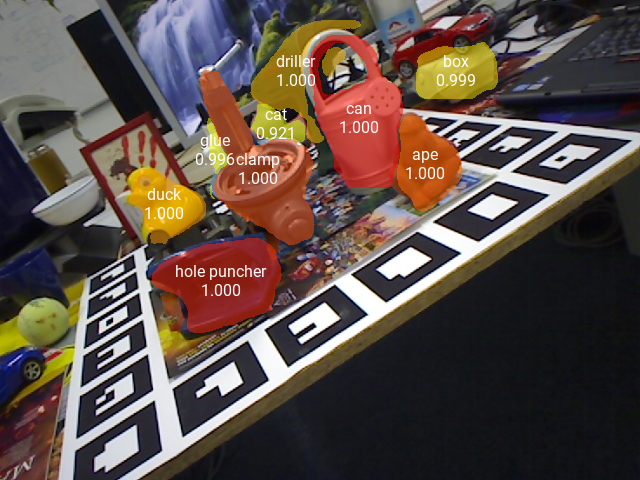 driller
1.000
box
0.999
can
1.000
cat
0.921
glue
0.996
clamp
1.000
ape
1.000
duck
1.000
hole puncher
1.000
MA